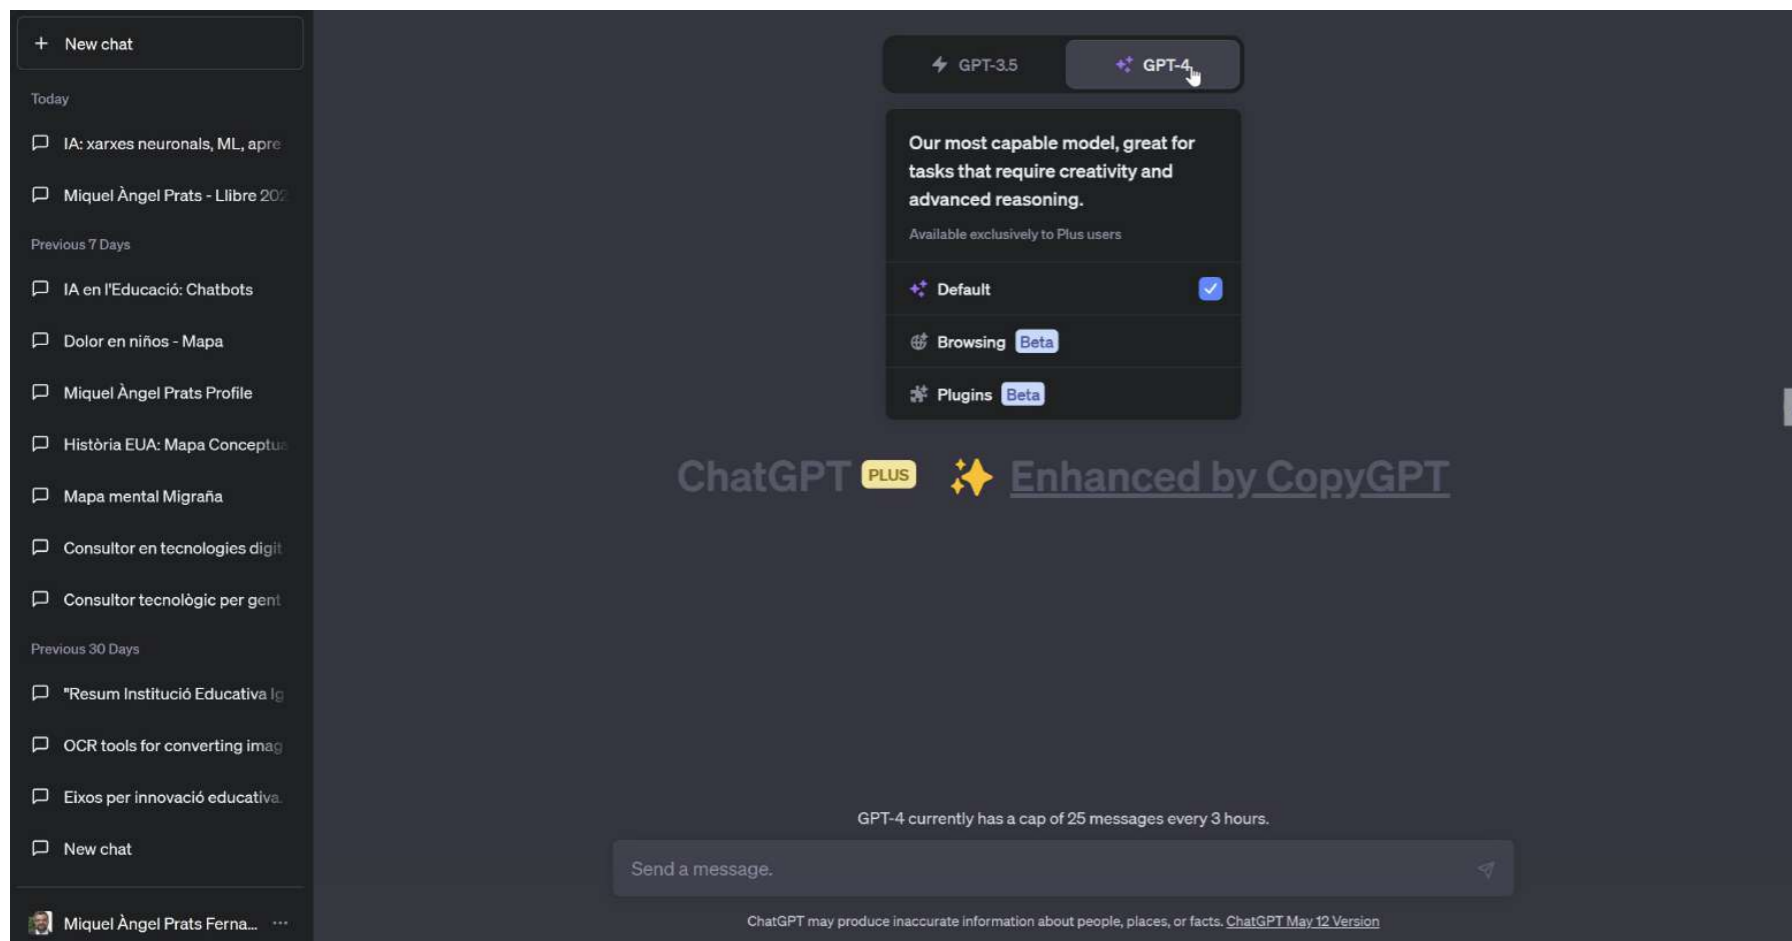 New chat
Today
IA: xarxes neuronals, ML, apre
Miquel Àngel Prats - Llibre 202
Previous 7 Days
IA en l'Educació: Chatbots
Dolor en niños - Mapa
Miquel Àngel Prats Profile
Història EUA: Mapa Conceptua
Mapa mental Migraña
Consultor en tecnologies digit
Consultor tecnològic per gent
Previous 30 Days
"Resum Institució Educativa Ig
OCR tools for converting imag
Eixos per innovació educativa.
New chat
Miquel Àngel Prats Ferna... ...
GPT-3.5 GPT-4
Our most capable model, great for
tasks that require creativity and
advanced reasoning.
Available exclusively to Plus users
Default
Browsing Beta
Plugins Beta
ChatGPT PLUS ✨ Enhanced by CopyGPT
GPT-4 currently has a cap of 25 messages every 3 hours.
Send a message.
ChatGPT may produce inaccurate information about people, places, or facts. ChatGPT May 12 Version